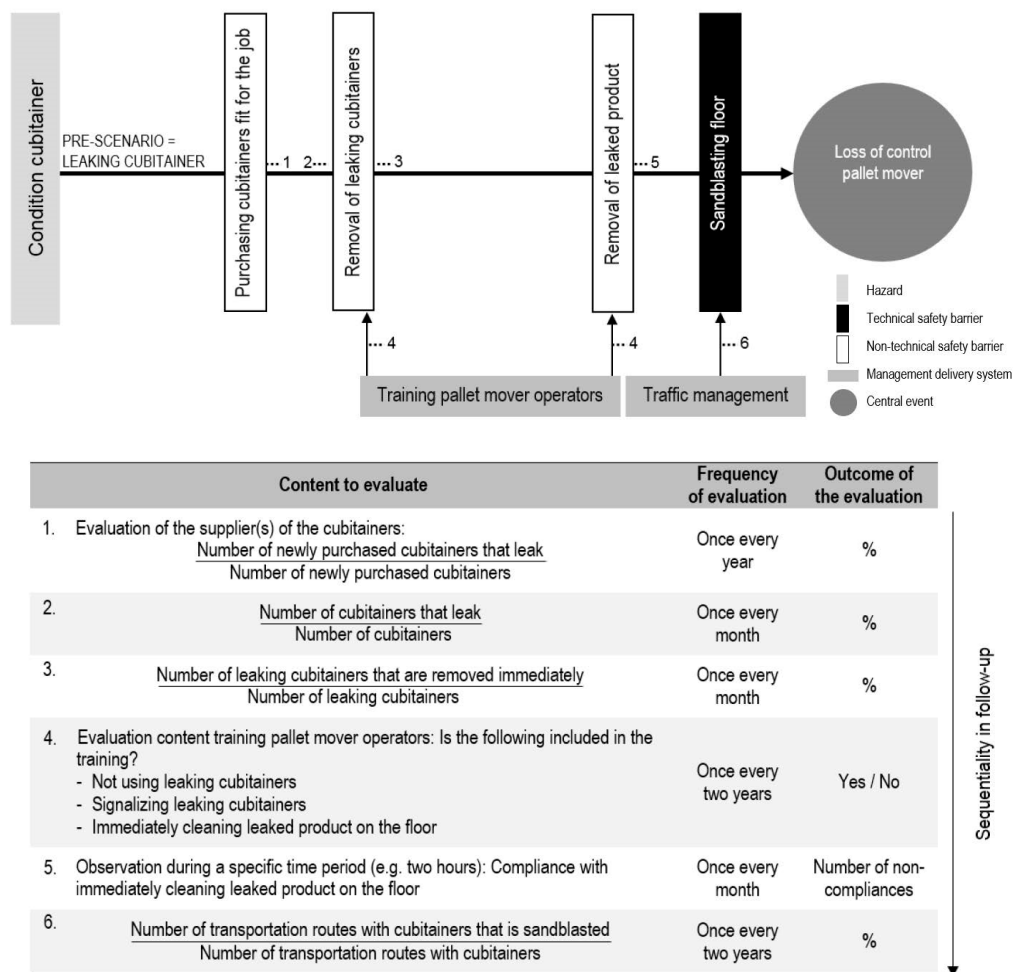 Condition cubitainer
PRE-SCENARIO =
LEAKING CUBITAINER
Purchasing cubitainers fit for the job
... 1
2...
Removal of leaking cubitainers
... 3
Removal of leaked product
... 5
Sandblasting floor
Loss of control
pallet mover
... 4
... 4
... 6
Training pallet mover operators
Traffic management
Hazard
Technical safety barrier
Non-technical safety barrier
Management delivery system
Central event
Content to evaluate
Frequency
of evaluation
Outcome of
the evaluation
1. Evaluation of the supplier(s) of the cubitainers:
Number of newly purchased cubitainers that leak
Number of newly purchased cubitainers
Once every
year
%
2.
Number of cubitainers that leak
Number of cubitainers
Once every
month
%
3.
Number of leaking cubitainers that are removed immediately
Number of leaking cubitainers
Once every
month
%
4. Evaluation content training pallet mover operators: Is the following included in the
training?
- Not using leaking cubitainers
- Signalizing leaking cubitainers
- Immediately cleaning leaked product on the floor
Once every
two years
Yes / No
5. Observation during a specific time period (e.g. two hours): Compliance with
immediately cleaning leaked product on the floor
Once every
month
Number of non-
compliances
6.
Number of transportation routes with cubitainers that is sandblasted
Number of transportation routes with cubitainers
Once every
two years
%
Sequentiality in follow-up